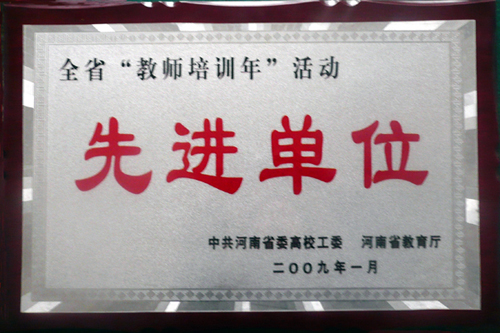 全省“教师培训年”活动
先进单位
中共河南省委高校工委 河南省教育厅
二〇〇九年一月